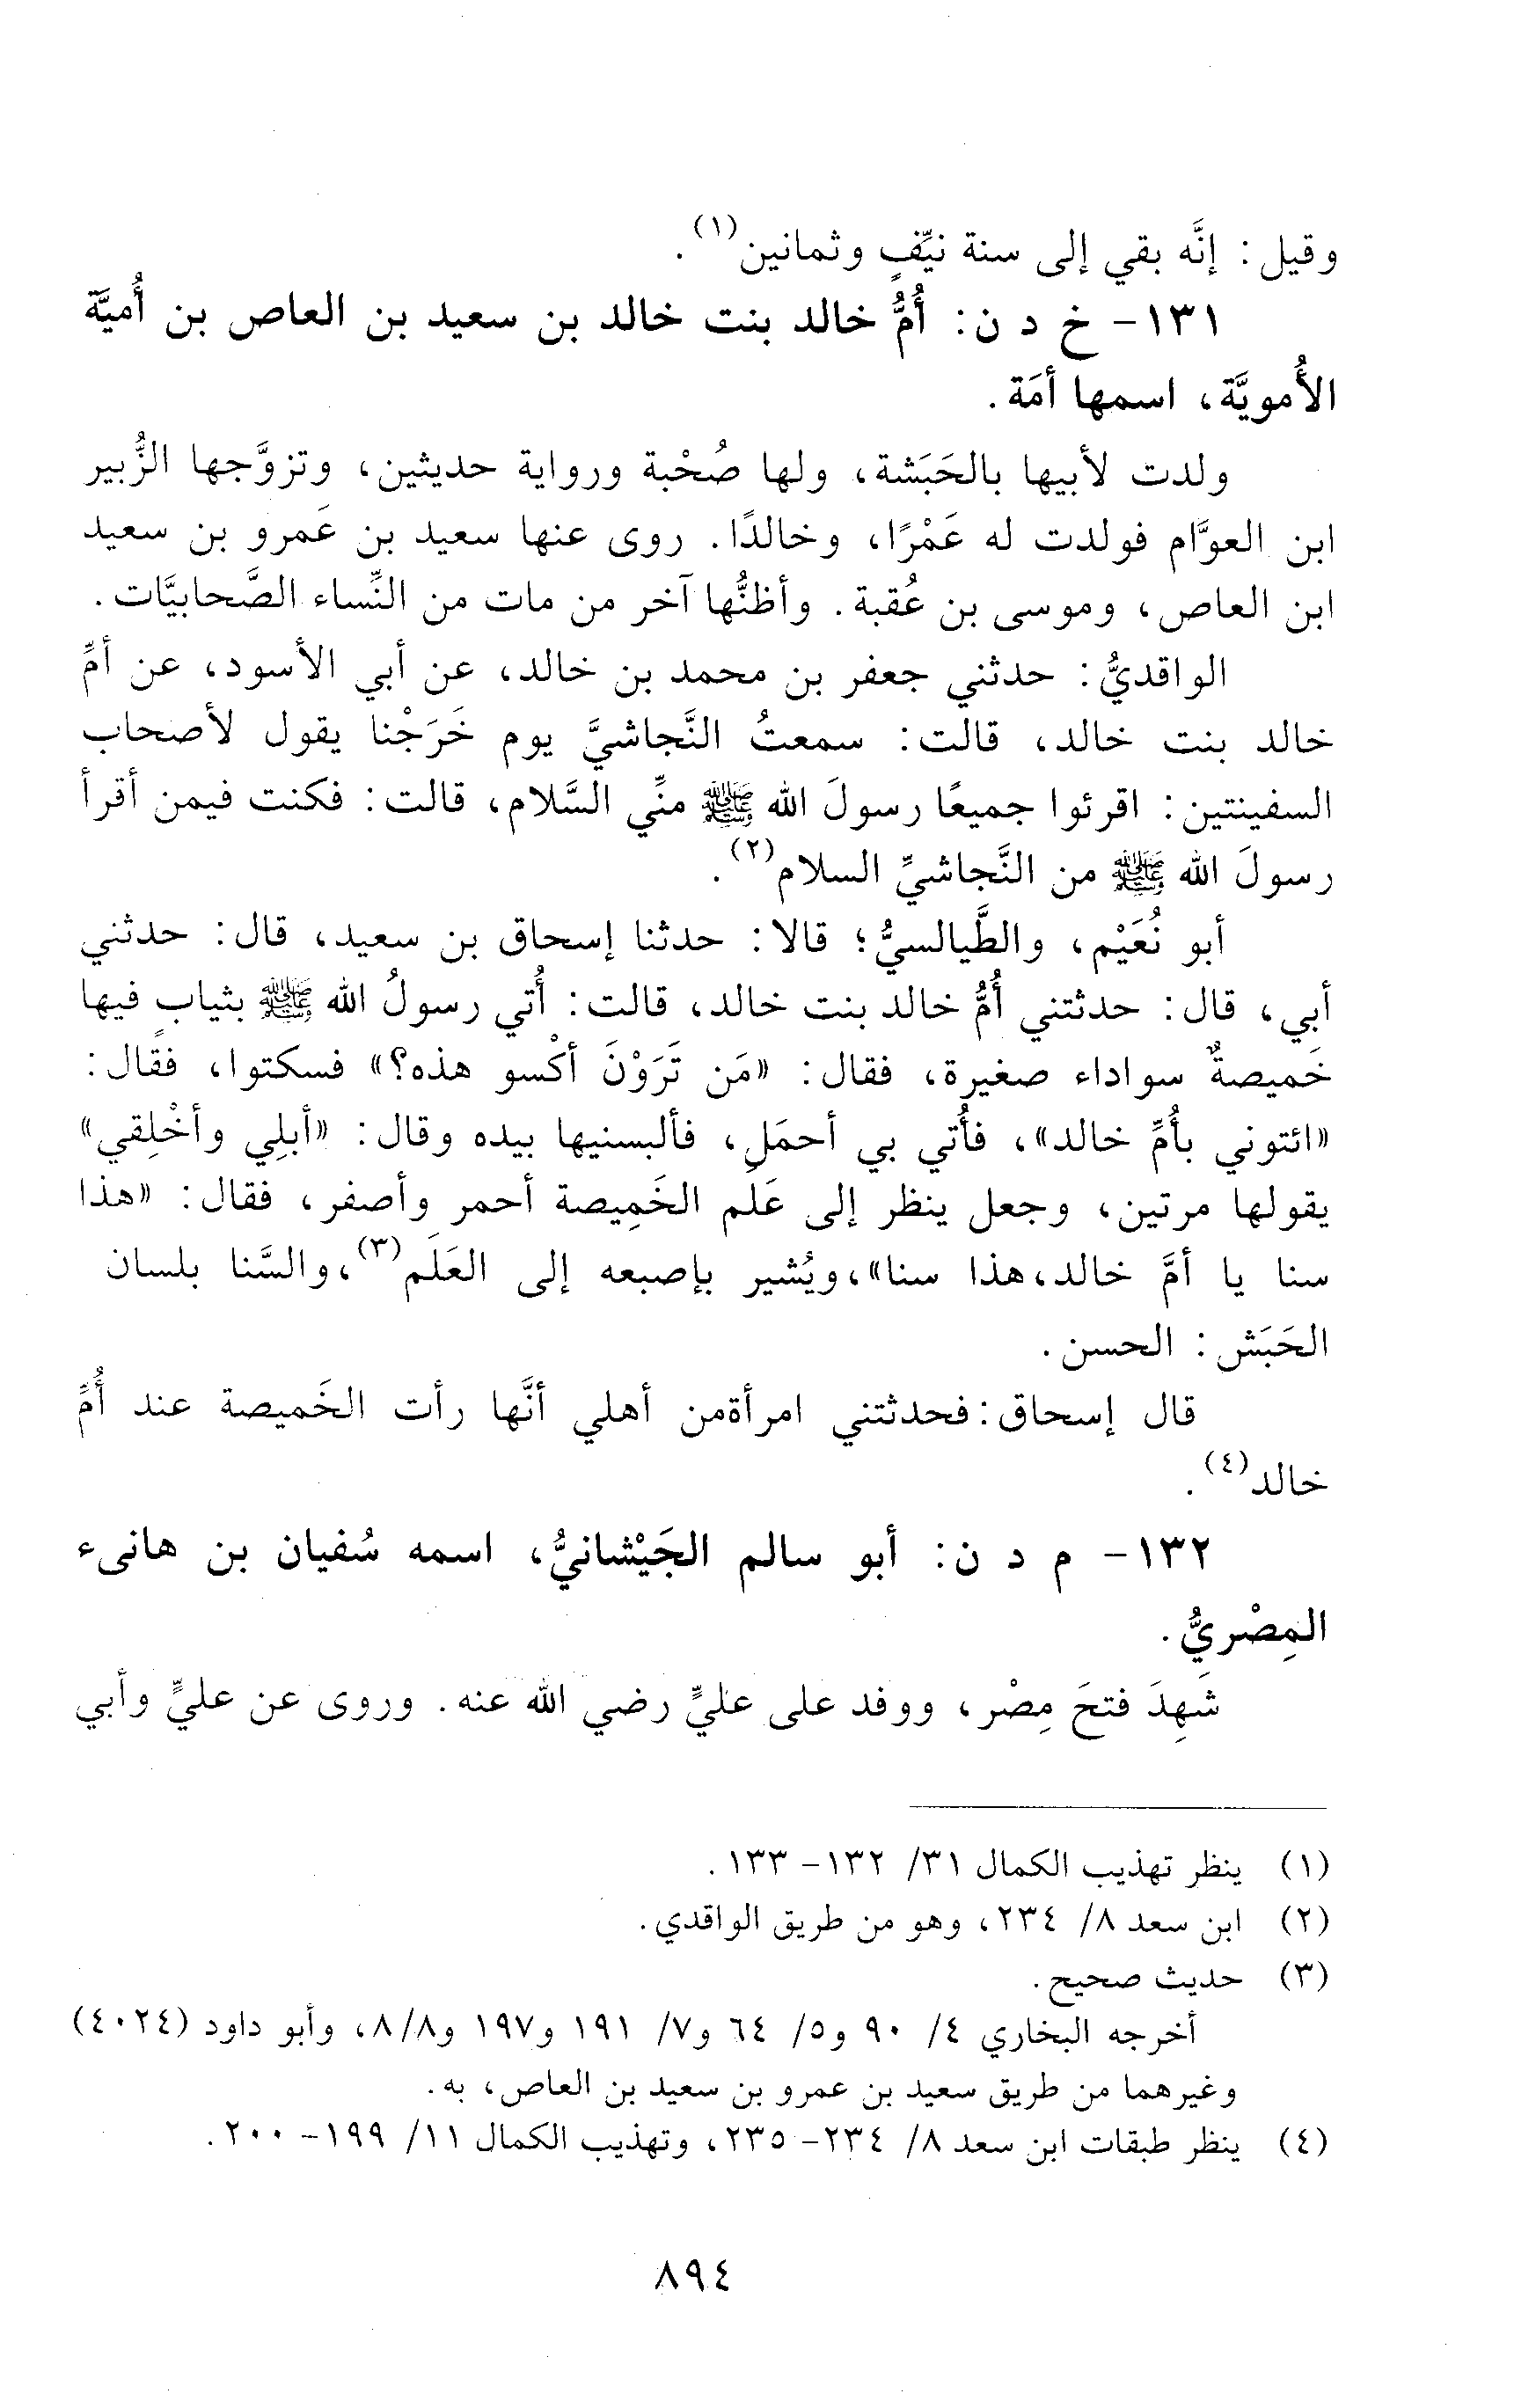 وقيل: إنَّه بقي إلى سنة نيِّفٍ وثمانين(١).
١٣١- خ د ن: أُمُّ خالد بنت خالد بن سعيد بن العاص بن أُميَّة
الأُمويَّة، اسمها أمَة.
ولدت لأبيها بالحَبَشة، ولها صُحْبة ورواية حديثين، وتزوَّجها الزُّبير
ابن العوَّام فولدت له عَمْرًا، وخالدًا. روى عنها سعيد بن عَمرو بن سعيد
ابن العاص، وموسى بن عُقبة. وأظنُّها آخر من مات من النِّساء الصَّحابيَّات.
الواقديُّ: حدثني جعفر بن محمد بن خالد، عن أبي الأسود، عن أمِّ
خالد بنت خالد، قالت: سمعتُ النَّجاشيَّ يوم خَرَجْنا يقول لأصحاب
السفينتين: اقرئوا جميعًا رسولَ الله ﷺ منِّي السَّلام، قالت: فكنت فيمن أقرأ
رسولَ الله ﷺ من النَّجاشيِّ السلام(٢).
أبو نُعَيْم، والطَّيالسيُّ؛ قالا: حدثنا إسحاق بن سعيد، قال: حدثني
أبي، قال: حدثتني أُمُّ خالد بنت خالد، قالت: أُتي رسولُ الله ﷺ بثيابٍ فيها
خَميصةٌ سواداء صغيرة، فقال: «مَن تَرَوْنَ أكْسو هذه؟» فسكتوا، فقال:
«ائتوني بأُمِّ خالد»، فأُتي بي أحمَل، فألبسنيها بيده وقال: «أبلِي وأخْلِقي»
يقولها مرتين، وجعل ينظر إلى عَلَم الخَمِيصة أحمر وأصفر، فقال: «هذا
سنا يا أمَّ خالد،هذا سنا»،ويُشير بإصبعه إلى العَلَم(٣)،والسَّنا بلسان
الحَبَش: الحسن.
قال إسحاق:فحدثتني امرأةمن أهلي أنَّها رأت الخَميصة عند أُمِّ
خالد(٤).
١٣٢- م د ن: أبو سالم الجَيْشانيُّ، اسمه سُفيان بن هانىء
المِصْريُّ.
شَهِدَ فتحَ مِصْر، ووفد على عليٍّ رضي الله عنه. وروى عن عليٍّ وأبي
(١) ينظر تهذيب الكمال ٣١/ ١٣٢- ١٣٣.
(٢) ابن سعد ٨/ ٢٣٤، وهو من طريق الواقدي.
(٣) حديث صحيح.
أخرجه البخاري ٤/ ٩٠ و٥/ ٦٤ و٧/ ١٩١ و١٩٧ و٨/٨، وأبو داود (٤٠٢٤)
وغيرهما من طريق سعيد بن عمرو بن سعيد بن العاص، به.
(٤) ينظر طبقات ابن سعد ٨/ ٢٣٤- ٢٣٥، وتهذيب الكمال ١١/ ١٩٩- ٢٠٠.
٨٩٤